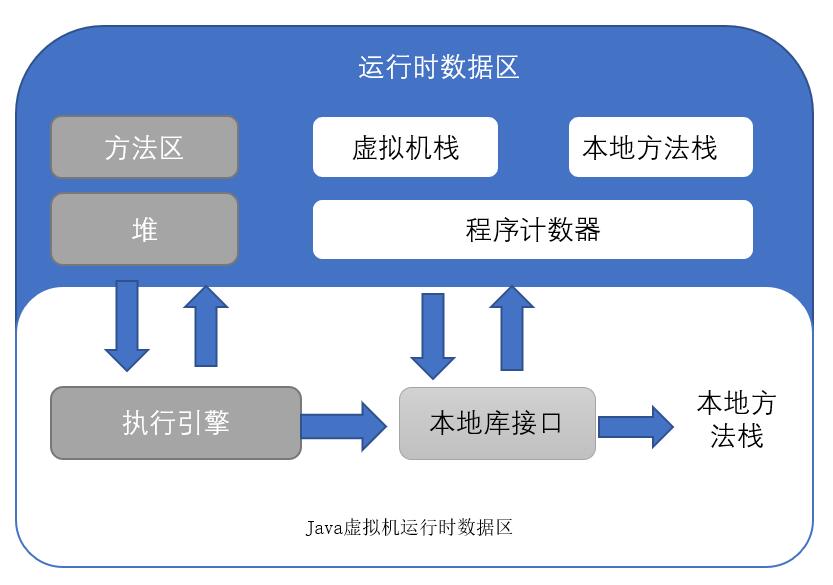 运行时数据区
方法区
虚拟机栈
本地方法栈
堆
程序计数器
执行引擎
本地库接口
本地方
法栈
Java虚拟机运行时数据区